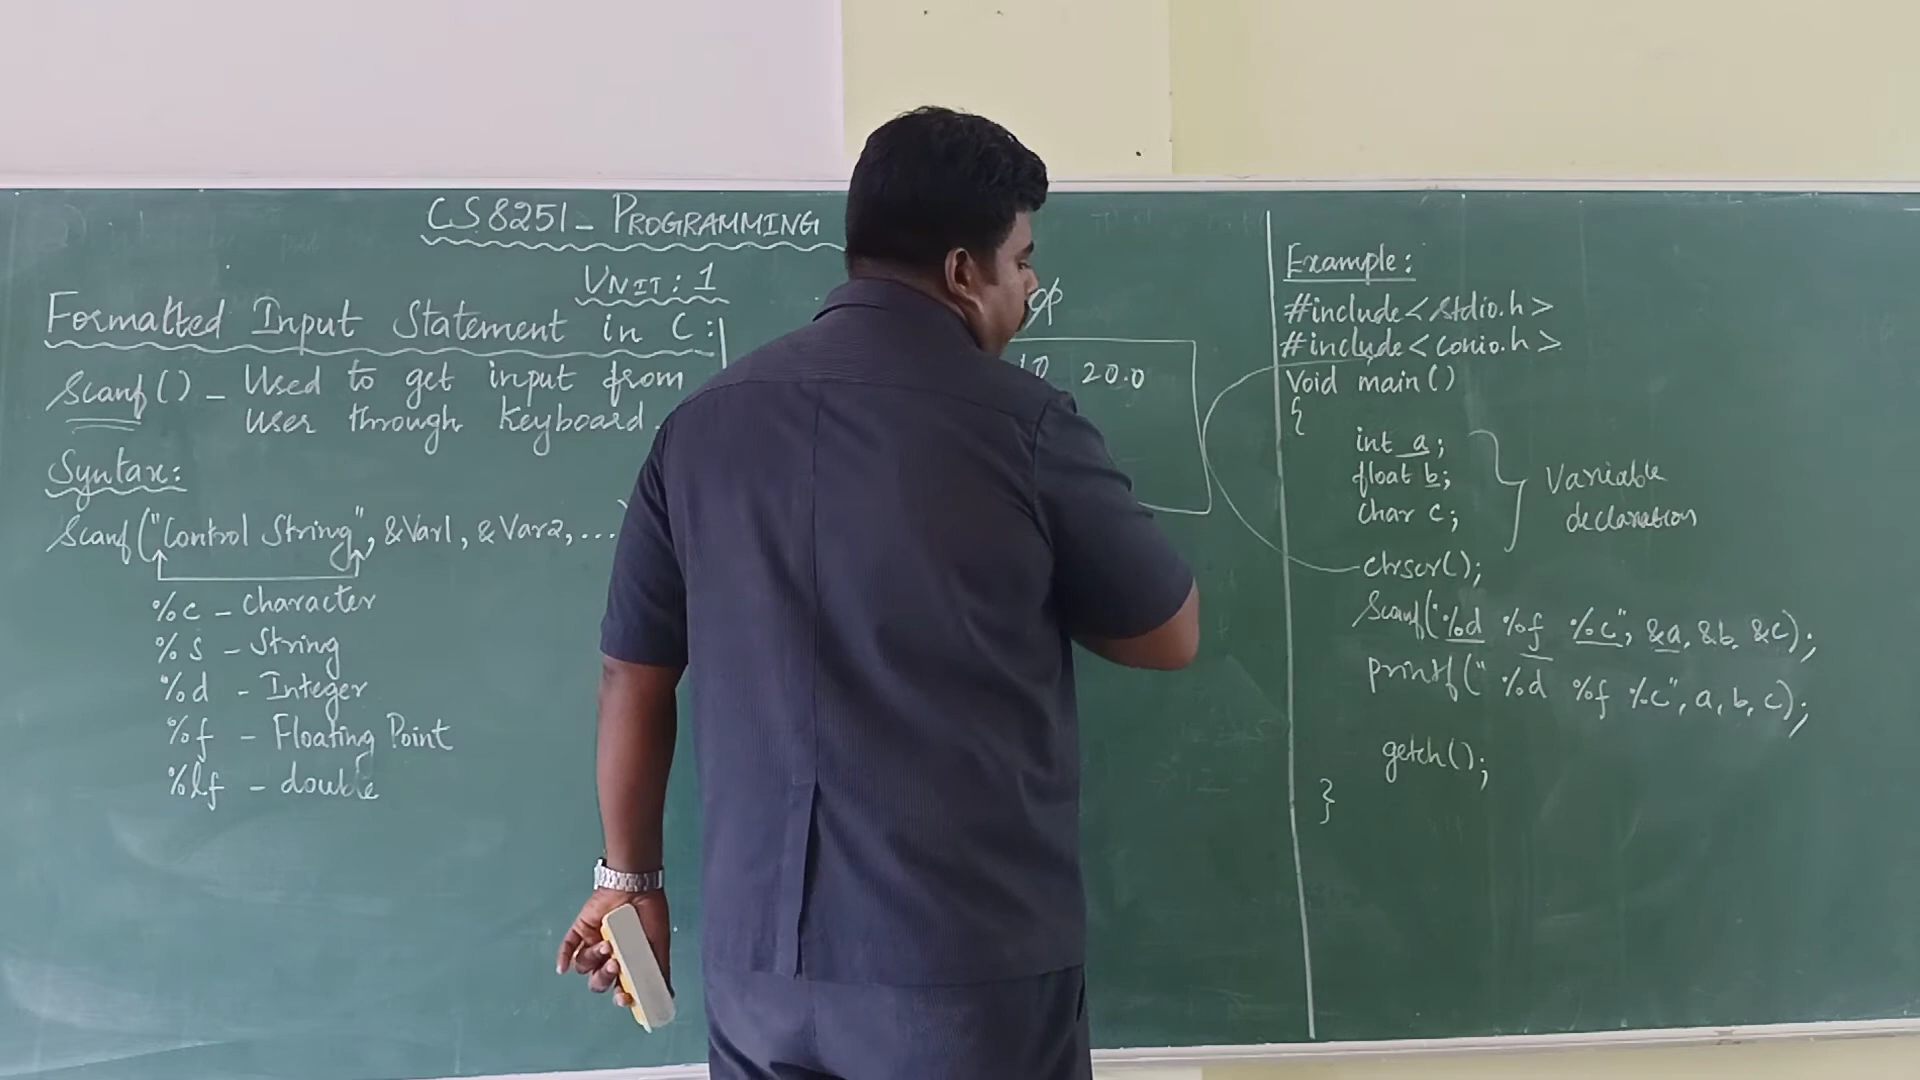 CS8251 - PROGRAMMING
UNIT : 1
Formatted Input Statement in C :
Scanf() - Used to get input from
User through Keyboard.
Syntax:
Scanf("Control String", &Var1, &Var2, ...
%c - Character
%s - String
%d - Integer
%f - Floating Point
%lf - double
10 20.0
Example :
#include<stdio.h>
#include<conio.h>
Void main()
{
int a;
float b;
char c;
Variable
declaration
clrscr();
Scanf("%d %f %c", &a, &b, &c);
printf("%d %f %c", a, b, c);
getch();
}